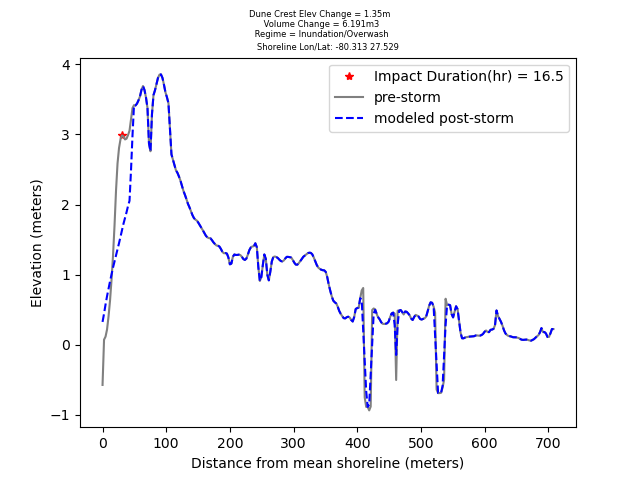 Dune Crest Elev Change = 1.35m
Volume Change = 6.191m3
Regime = Inundation/Overwash
Shoreline Lon/Lat: -80.313 27.529
Impact Duration(hr) = 16.5
pre-storm
modeled post-storm
4
3
2
1
0
−1
Elevation (meters)
0 100 200 300 400 500 600 700
Distance from mean shoreline (meters)